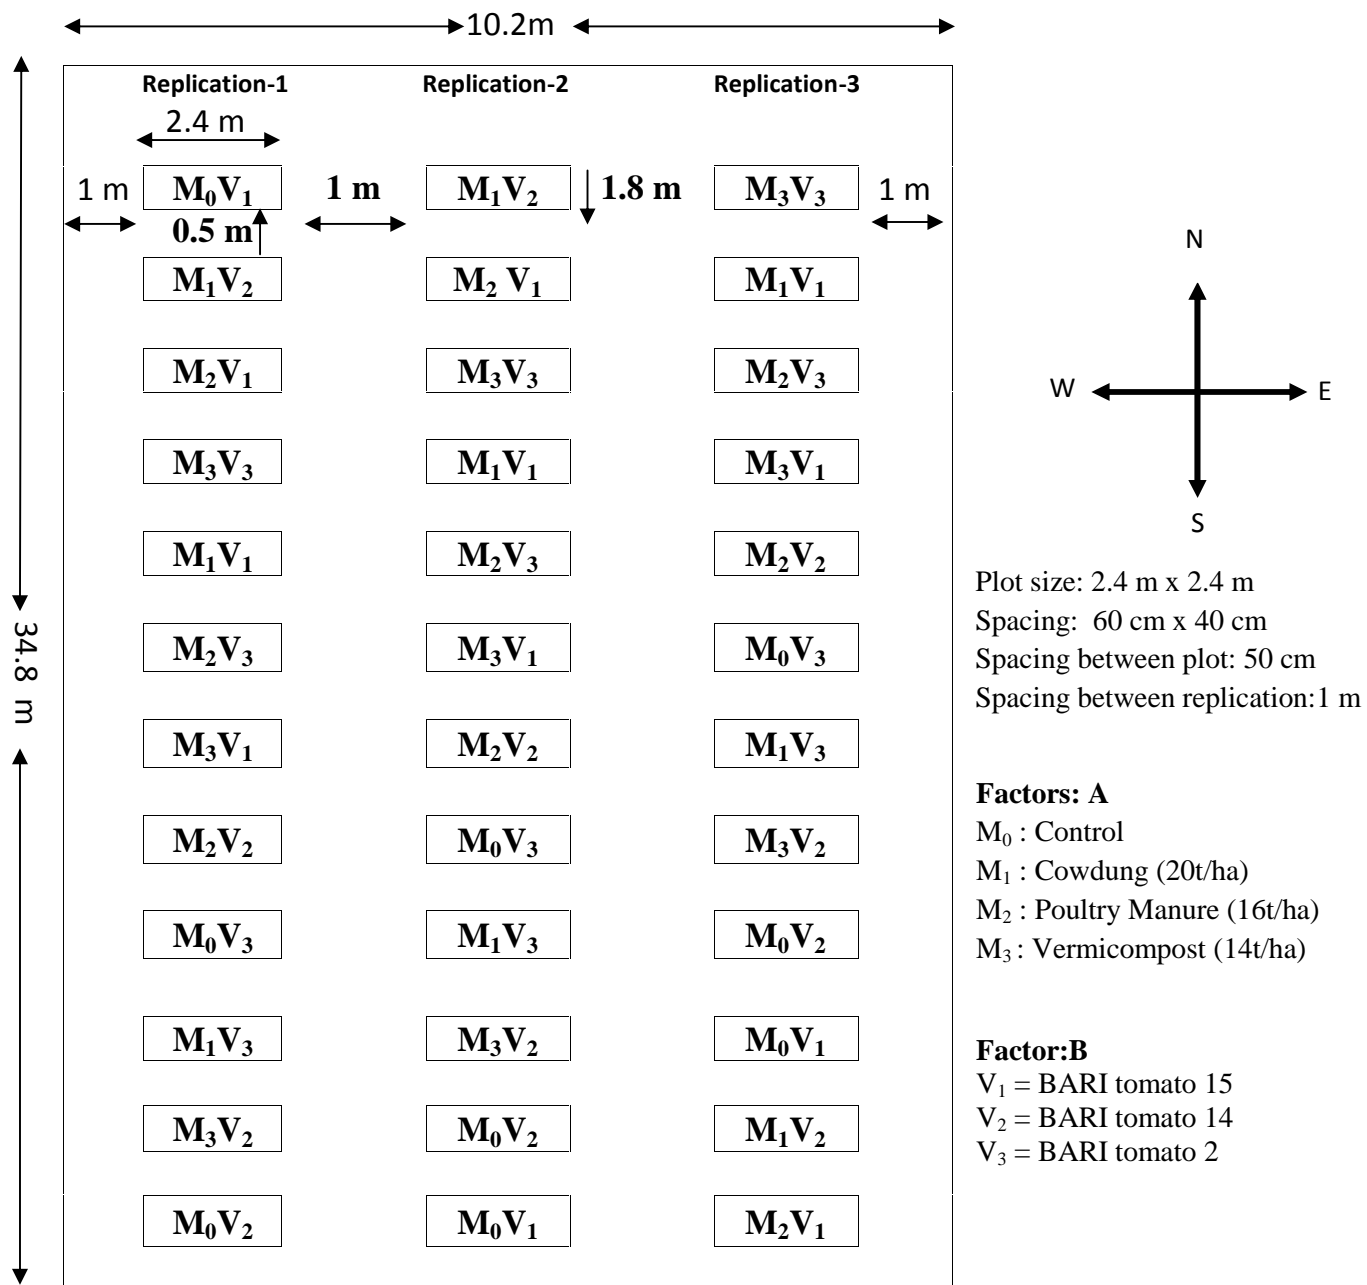 10.2m
Replication-1 Replication-2 Replication-3
2.4 m
1 m M₀V₁ 1 m M₁V₂ 1.8 m M₃V₃ 1 m
0.5 m
N
M₁V₂ M₂ V₁ M₁V₁
M₂V₁ M₃V₃ M₂V₃
W E
M₃V₃ M₁V₁ M₃V₁
S
M₁V₁ M₂V₃ M₂V₂
M₂V₃ M₃V₁ M₀V₃
34.8 m
M₃V₁ M₂V₂ M₁V₃
M₂V₂ M₀V₃ M₃V₂
M₀V₃ M₁V₃ M₀V₂
M₁V₃ M₃V₂ M₀V₁
M₃V₂ M₀V₂ M₁V₂
M₀V₂ M₀V₁ M₂V₁
Plot size: 2.4 m x 2.4 m
Spacing: 60 cm x 40 cm
Spacing between plot: 50 cm
Spacing between replication:1 m
Factors: A
M₀ : Control
M₁ : Cowdung (20t/ha)
M₂ : Poultry Manure (16t/ha)
M₃ : Vermicompost (14t/ha)
Factor:B
V₁ = BARI tomato 15
V₂ = BARI tomato 14
V₃ = BARI tomato 2